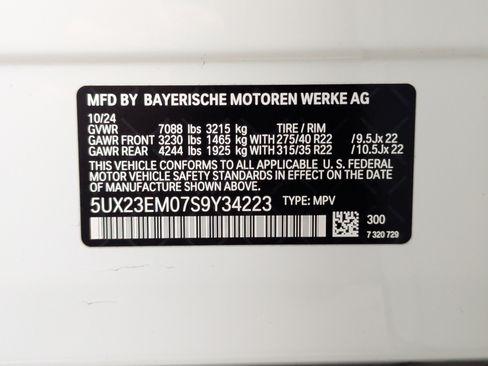 MFD BY BAYERISCHE MOTOREN WERKE AG
10/24
GVWR 7088 lbs 3215 kg TIRE / RIM
GAWR FRONT 3230 lbs 1465 kg WITH 275/40 R22 /9.5Jx 22
GAWR REAR 4244 lbs 1925 kg WITH 315/35 R22 /10.5Jx 22
THIS VEHICLE CONFORMS TO ALL APPLICABLE U. S. FEDERAL
MOTOR VEHICLE SAFETY STANDARDS IN EFFECT ON THE
DATE OF MANUFACTURE SHOWN ABOVE.
5UX23EM07S9Y34223 TYPE: MPV
300
7 320 729